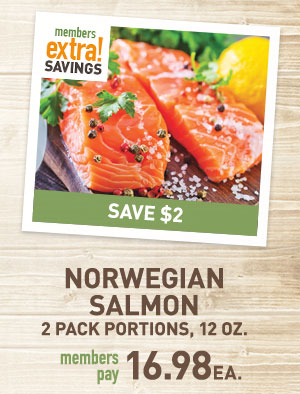 members
extra!
SAVINGS
SAVE $2
NORWEGIAN
SALMON
2 PACK PORTIONS, 12 OZ.
members
pay 16.98EA.